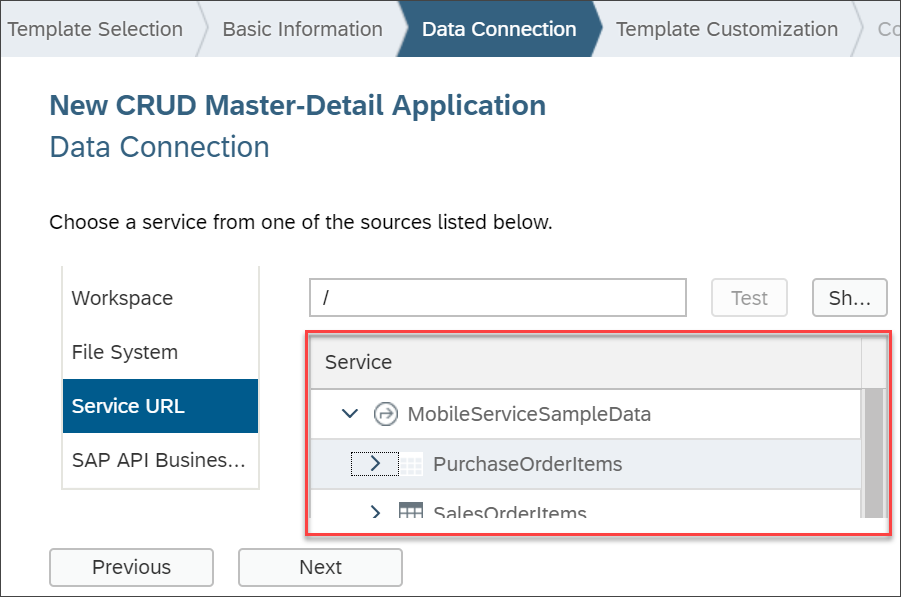 Template Selection Basic Information Data Connection Template Customization Co
New CRUD Master-Detail Application
Data Connection
Choose a service from one of the sources listed below.
Workspace
File System
Service URL
SAP API Busines...
/ Test Sh...
Service
MobileServiceSampleData
PurchaseOrderItems
SalesOrderItems
Previous Next